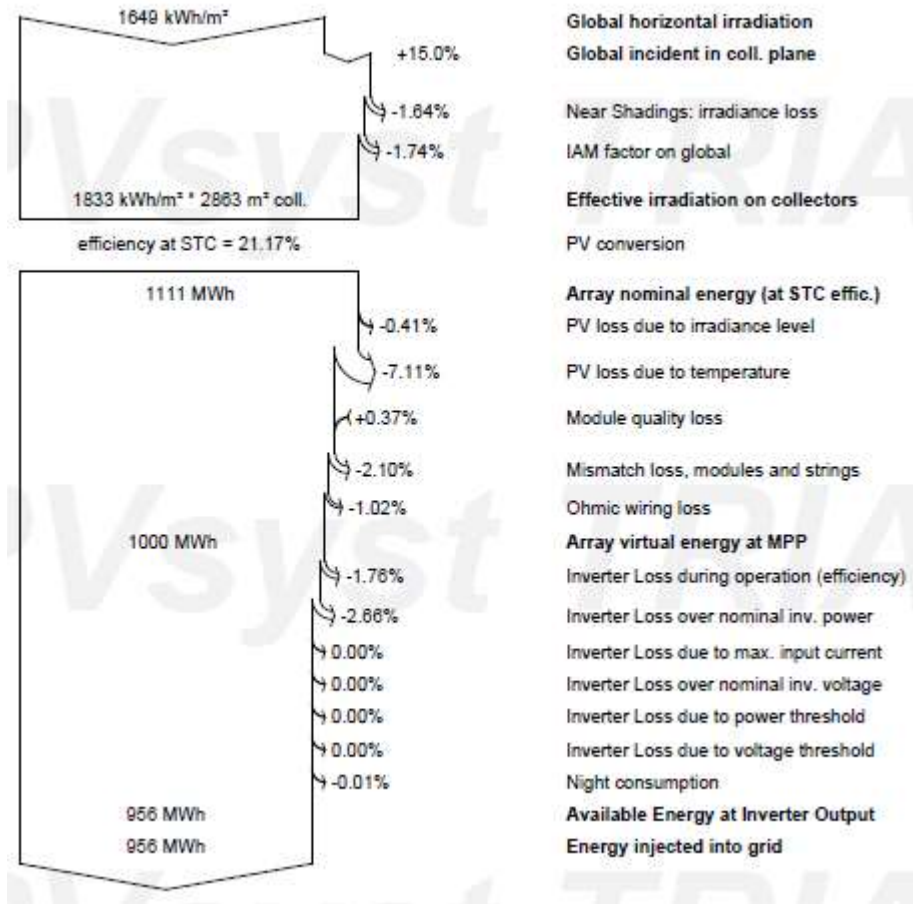 1649 kWh/m² Global horizontal irradiation
+15.0% Global incident in coll. plane
-1.64% Near Shadings: irradiance loss
-1.74% IAM factor on global
1833 kWh/m² * 2863 m² coll. Effective irradiation on collectors
efficiency at STC = 21.17% PV conversion
1111 MWh Array nominal energy (at STC effic.)
-0.41% PV loss due to irradiance level
-7.11% PV loss due to temperature
+0.37% Module quality loss
-2.10% Mismatch loss, modules and strings
-1.02% Ohmic wiring loss
1000 MWh Array virtual energy at MPP
-1.76% Inverter Loss during operation (efficiency)
-2.66% Inverter Loss over nominal inv. power
0.00% Inverter Loss due to max. input current
0.00% Inverter Loss over nominal inv. voltage
0.00% Inverter Loss due to power threshold
0.00% Inverter Loss due to voltage threshold
-0.01% Night consumption
956 MWh Available Energy at Inverter Output
956 MWh Energy injected into grid
PVsyst TRIA
PVsyst TRIA